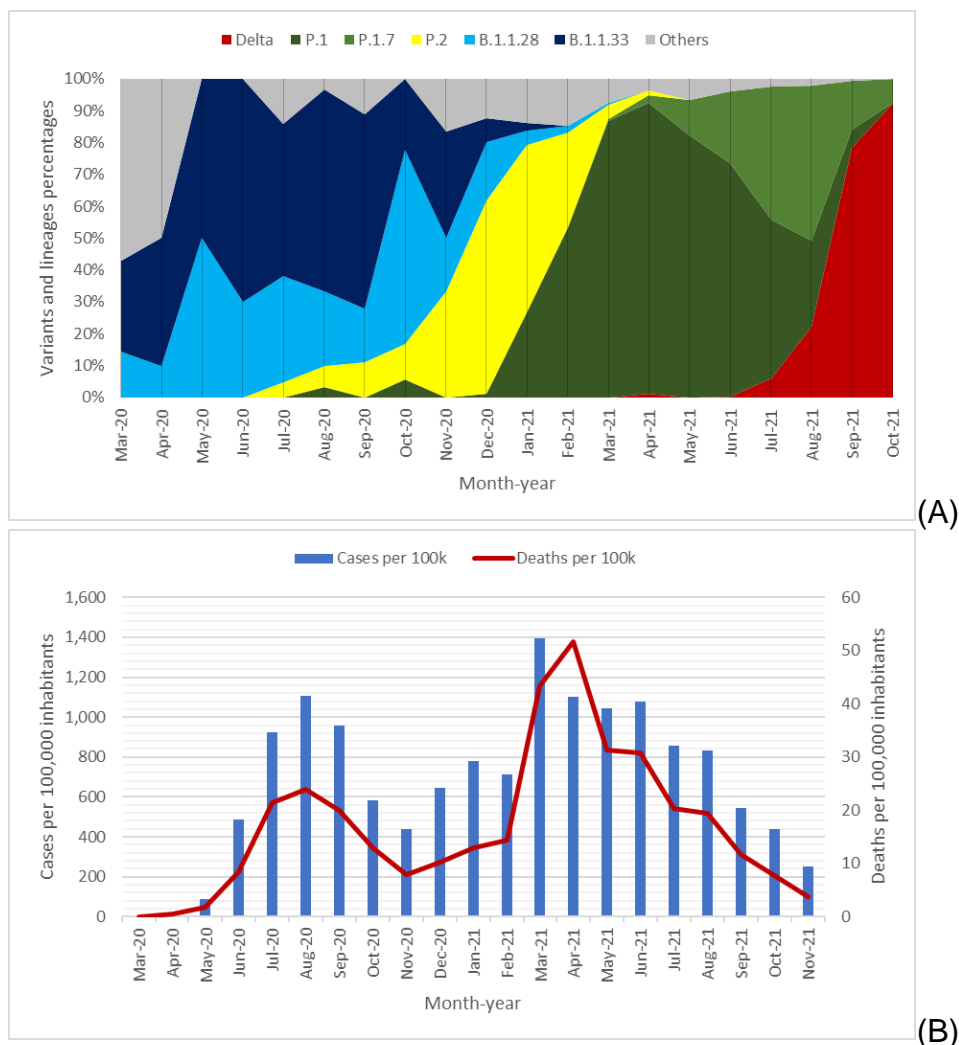 Delta P.1 P.1.7 P.2 B.1.1.28 B.1.1.33 Others
Variants and lineages percentages
100%
90%
80%
70%
60%
50%
40%
30%
20%
10%
0%
Mar-20 Apr-20 May-20 Jun-20 Jul-20 Aug-20 Sep-20 Oct-20 Nov-20 Dec-20 Jan-21 Feb-21 Mar-21 Apr-21 May-21 Jun-21 Jul-21 Aug-21 Sep-21 Oct-21
Month-year
(A)
Cases per 100k Deaths per 100k
Cases per 100,000 inhabitants
1,600
1,400
1,200
1,000
800
600
400
200
0
60
50
40
30
20
10
0
Deaths per 100,000 inhabitants
Mar-20 Apr-20 May-20 Jun-20 Jul-20 Aug-20 Sep-20 Oct-20 Nov-20 Dec-20 Jan-21 Feb-21 Mar-21 Apr-21 May-21 Jun-21 Jul-21 Aug-21 Sep-21 Oct-21 Nov-21
Month-year
(B)